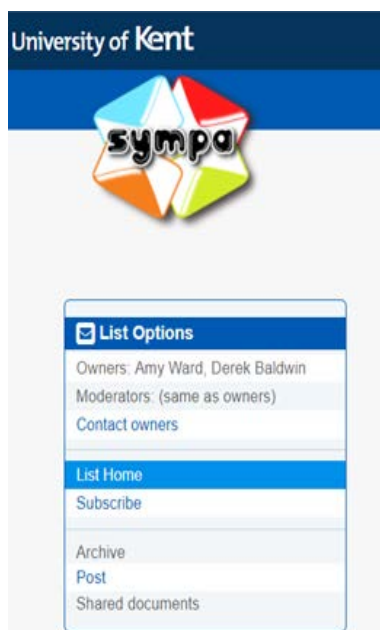 University of Kent
sympa
List Options
Owners: Amy Ward, Derek Baldwin
Moderators: (same as owners)
Contact owners
List Home
Subscribe
Archive
Post
Shared documents